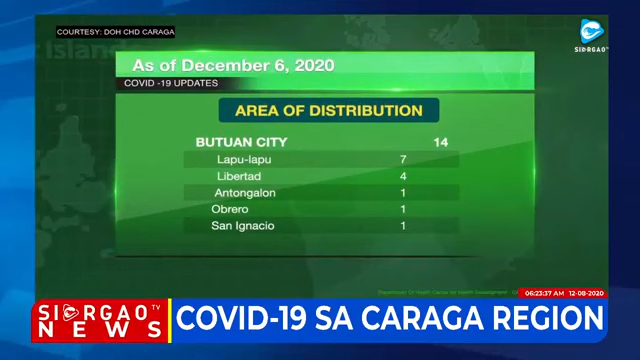 COURTESY: DOH CHD CARAGA
SIARGAO TV
As of December 6, 2020
COVID -19 UPDATES
AREA OF DISTRIBUTION
BUTUAN CITY 14
Lapu-lapu 7
Libertad 4
Antongalon 1
Obrero 1
San Ignacio 1
06:23:37 AM 12-08-2020
SIARGAO TV
NEWS
COVID-19 SA CARAGA REGION